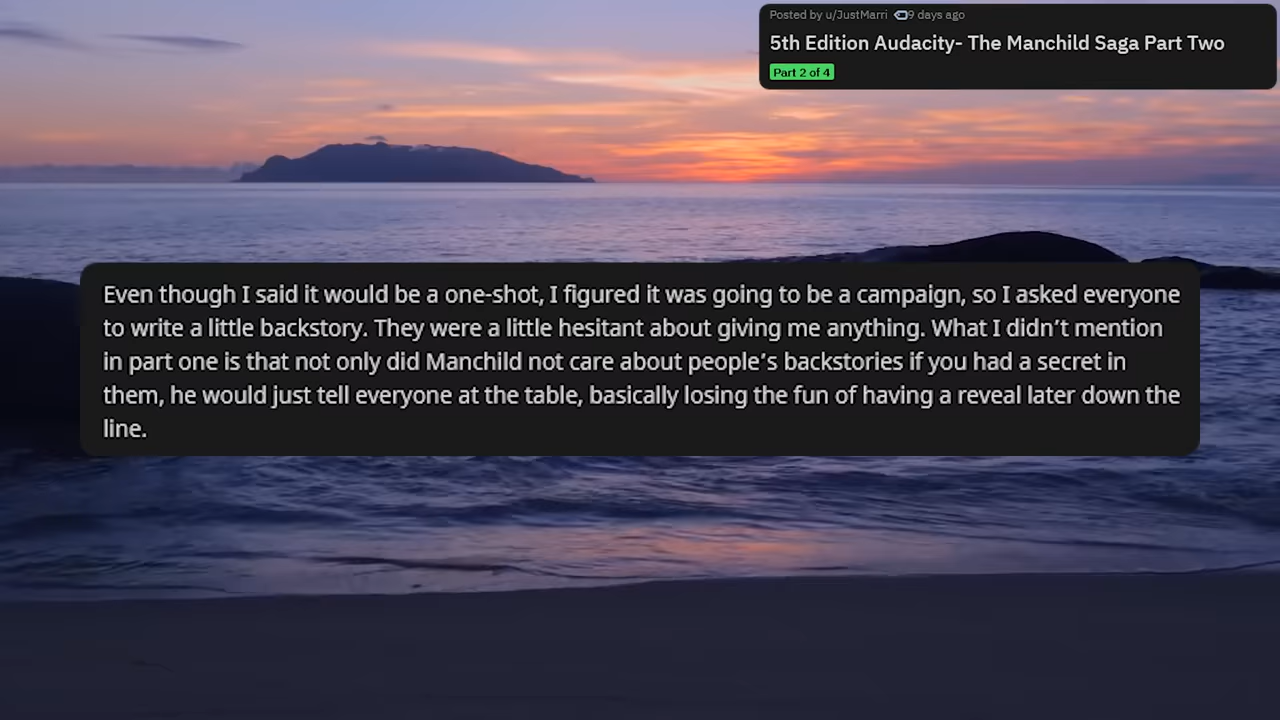 Posted by u/JustMarri 9 days ago
5th Edition Audacity- The Manchild Saga Part Two
Part 2 of 4
Even though I said it would be a one-shot, I figured it was going to be a campaign, so I asked everyone
to write a little backstory. They were a little hesitant about giving me anything. What I didn’t mention
in part one is that not only did Manchild not care about people’s backstories if you had a secret in
them, he would just tell everyone at the table, basically losing the fun of having a reveal later down the
line.